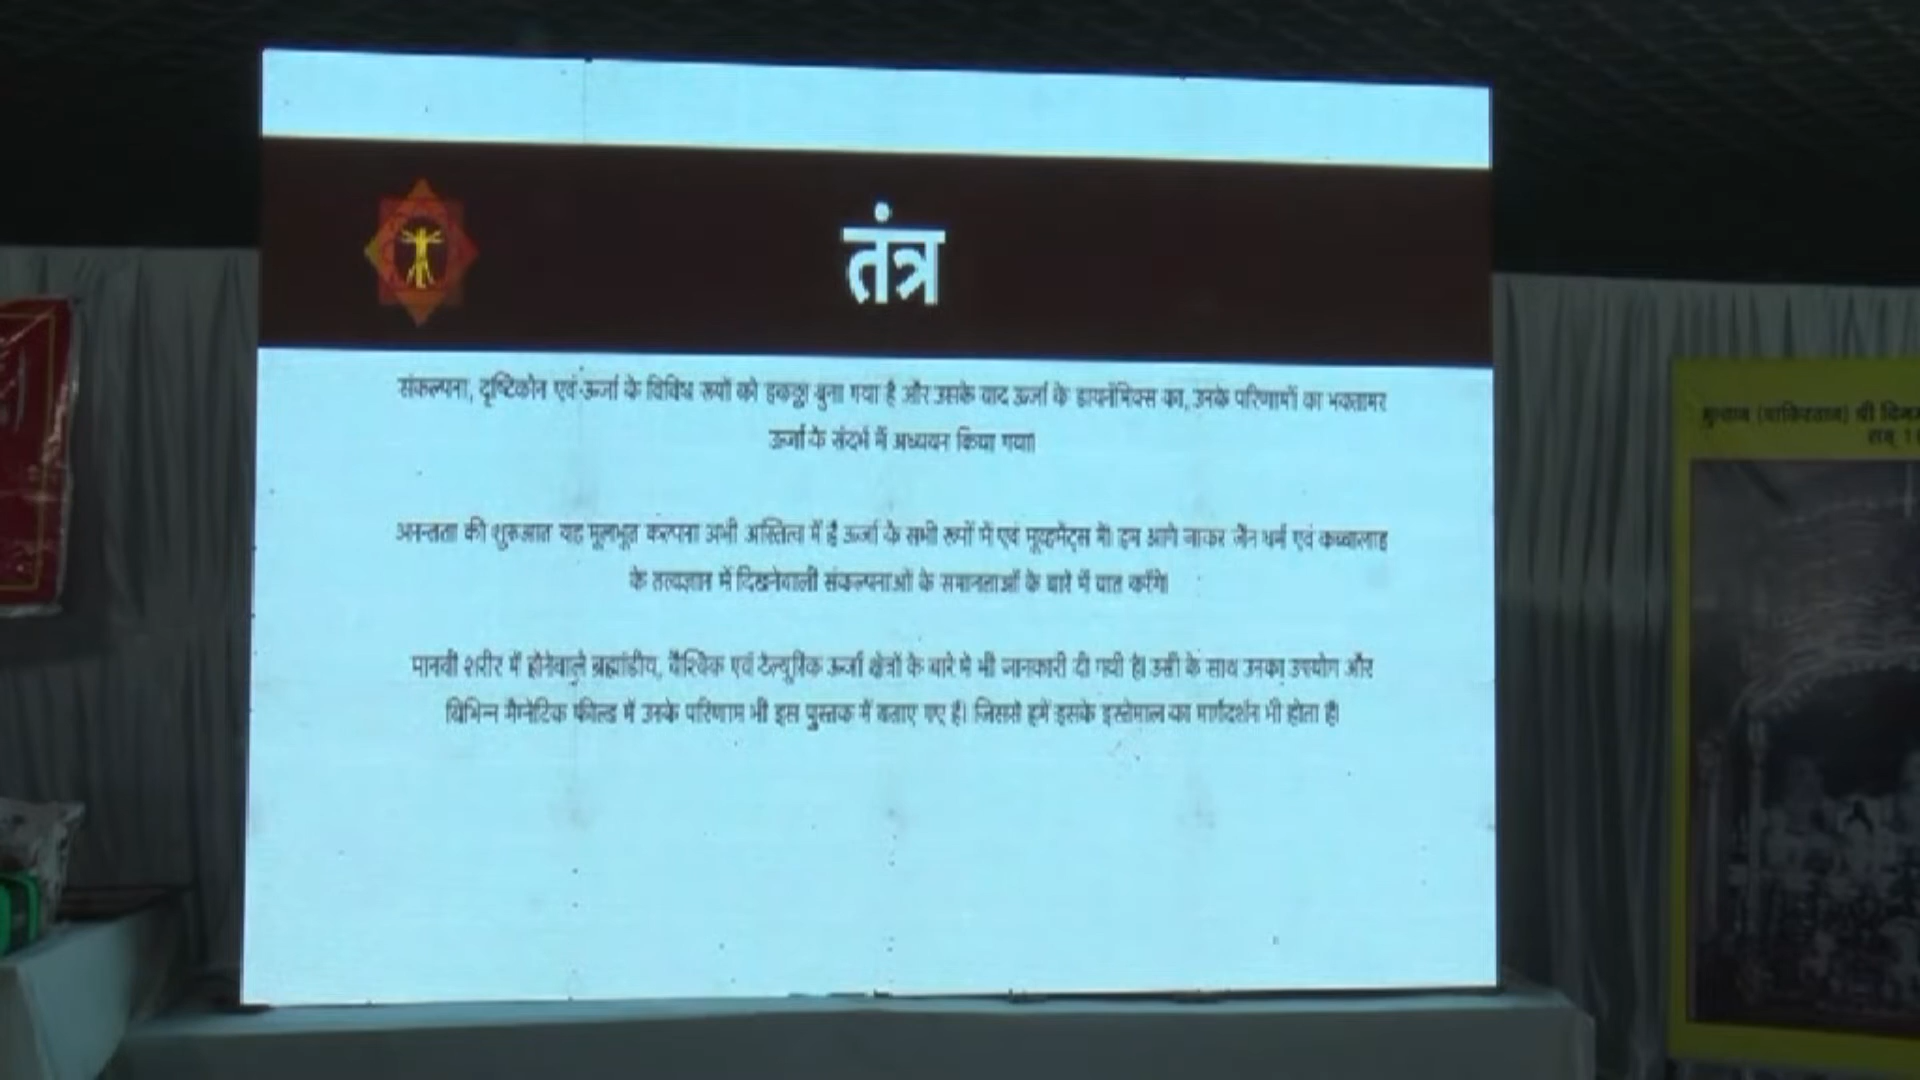 तंत्र
संकल्पना, दृष्टिकोन एवं ऊर्जा के विविध रूपों को इकठ्ठा बुना गया है और उसके बाद ऊर्जा के डायनॅमिक्स का, उनके परिणामों का भक्तामर
ऊर्जा के संदर्भ में अध्ययन किया गया।
अनन्तता की शुरुआत यह मूलभूत कल्पना अभी अस्तित्व में है ऊर्जा के सभी रूपों में एवं मूव्हमेंट्स में। हम आगे जाकर जैन धर्म एवं कब्बालाह
के तत्वज्ञान में दिखनेवाली संकल्पनाओं के समानताओं के बारे में बात करेंगे।
मानवी शरीर में होनेवाले ब्रह्मांडीय, वैश्विक एवं टेल्यूरिक ऊर्जा क्षेत्रों के बारे में भी जानकारी दी गयी है। उसी के साथ उनका उपयोग और
विभिन्न मॅग्नेटिक फील्ड में उनके परिणाम भी इस पुस्तक में बताए गए है। जिससे हमें इसके इस्तेमाल का मार्गदर्शन भी होता है।
मुल्तान (पाकिस्तान) श्री